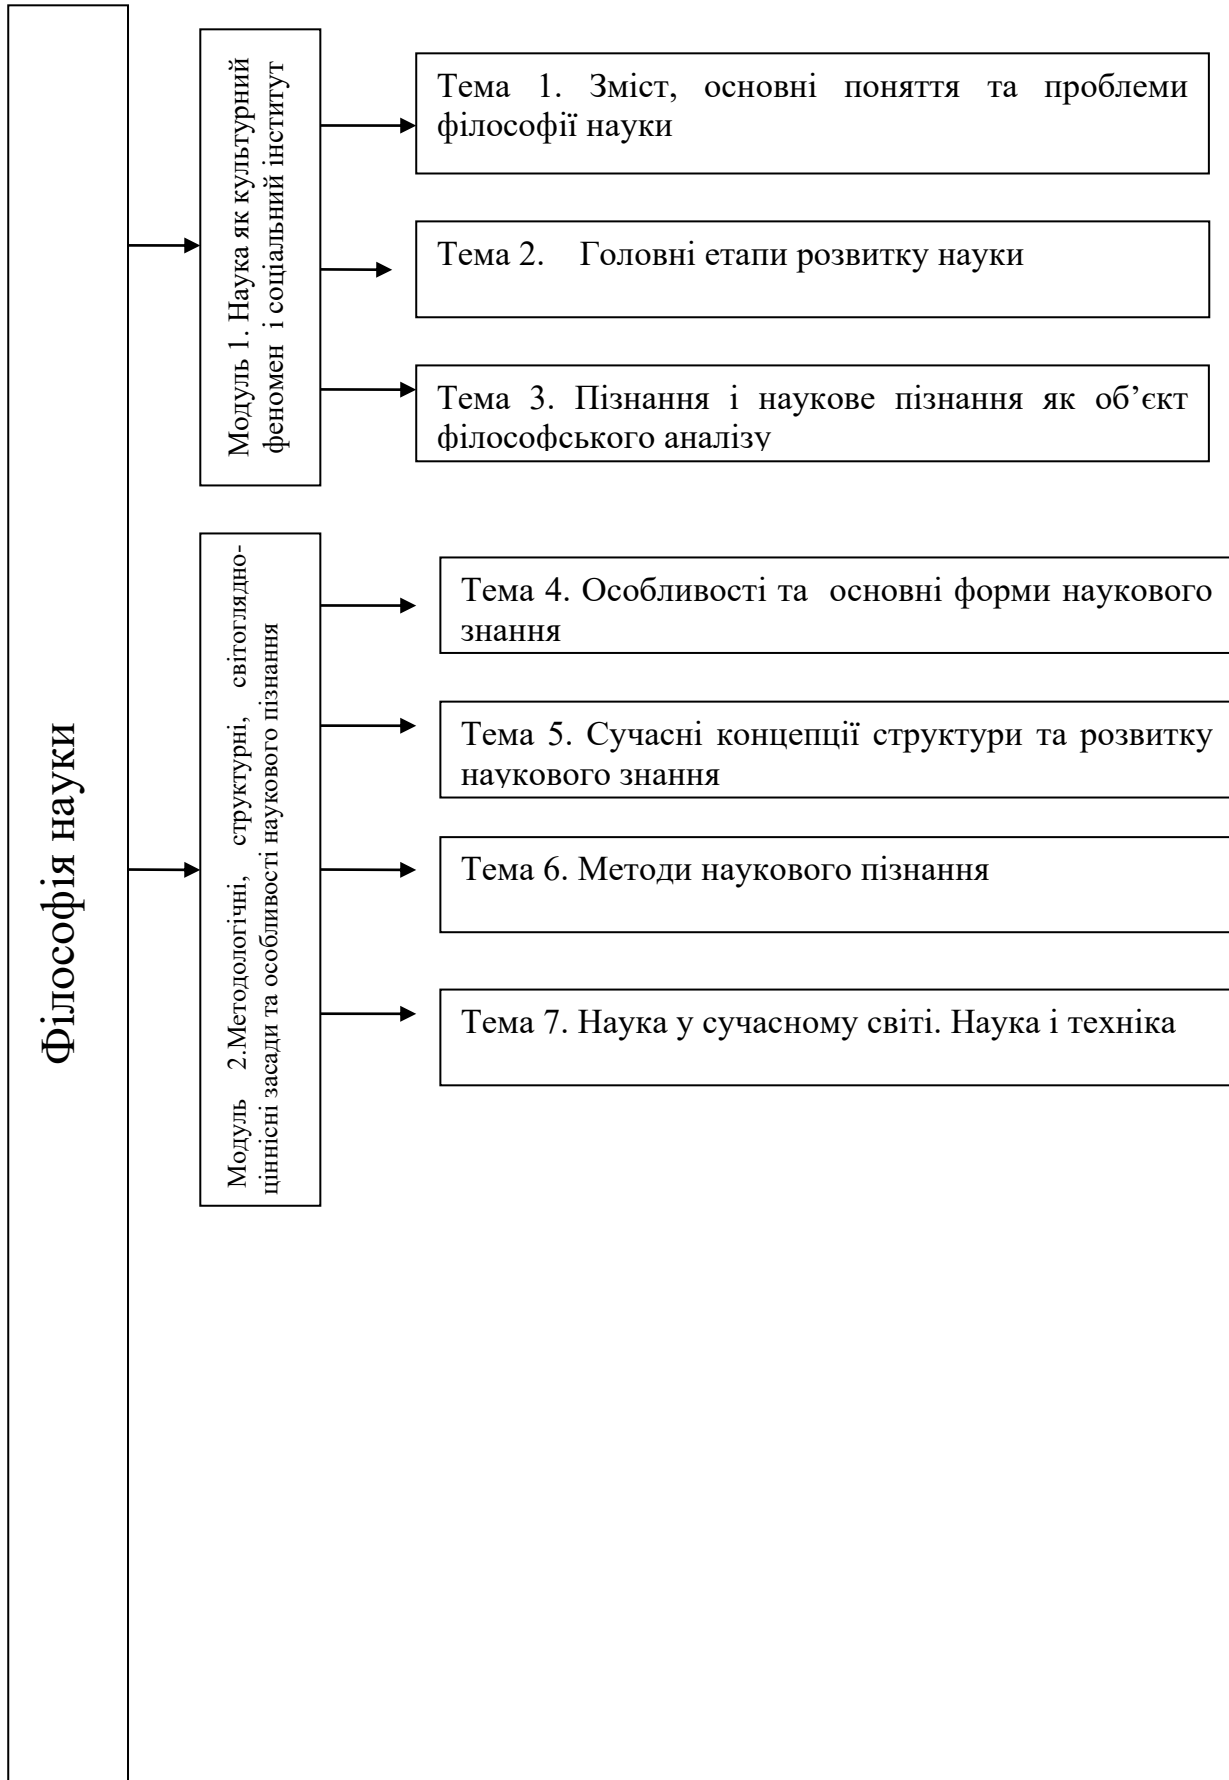 Філософія науки
Модуль 1. Наука як культурний
феномен і соціальний інститут
Тема 1. Зміст, основні поняття та проблеми
філософії науки
Тема 2. Головні етапи розвитку науки
Тема 3. Пізнання і наукове пізнання як об’єкт
філософського аналізу
Модуль 2.Методологічні, структурні, світоглядно-
ціннісні засади та особливості наукового пізнання
Тема 4. Особливості та основні форми наукового
знання
Тема 5. Сучасні концепції структури та розвитку
наукового знання
Тема 6. Методи наукового пізнання
Тема 7. Наука у сучасному світі. Наука і техніка